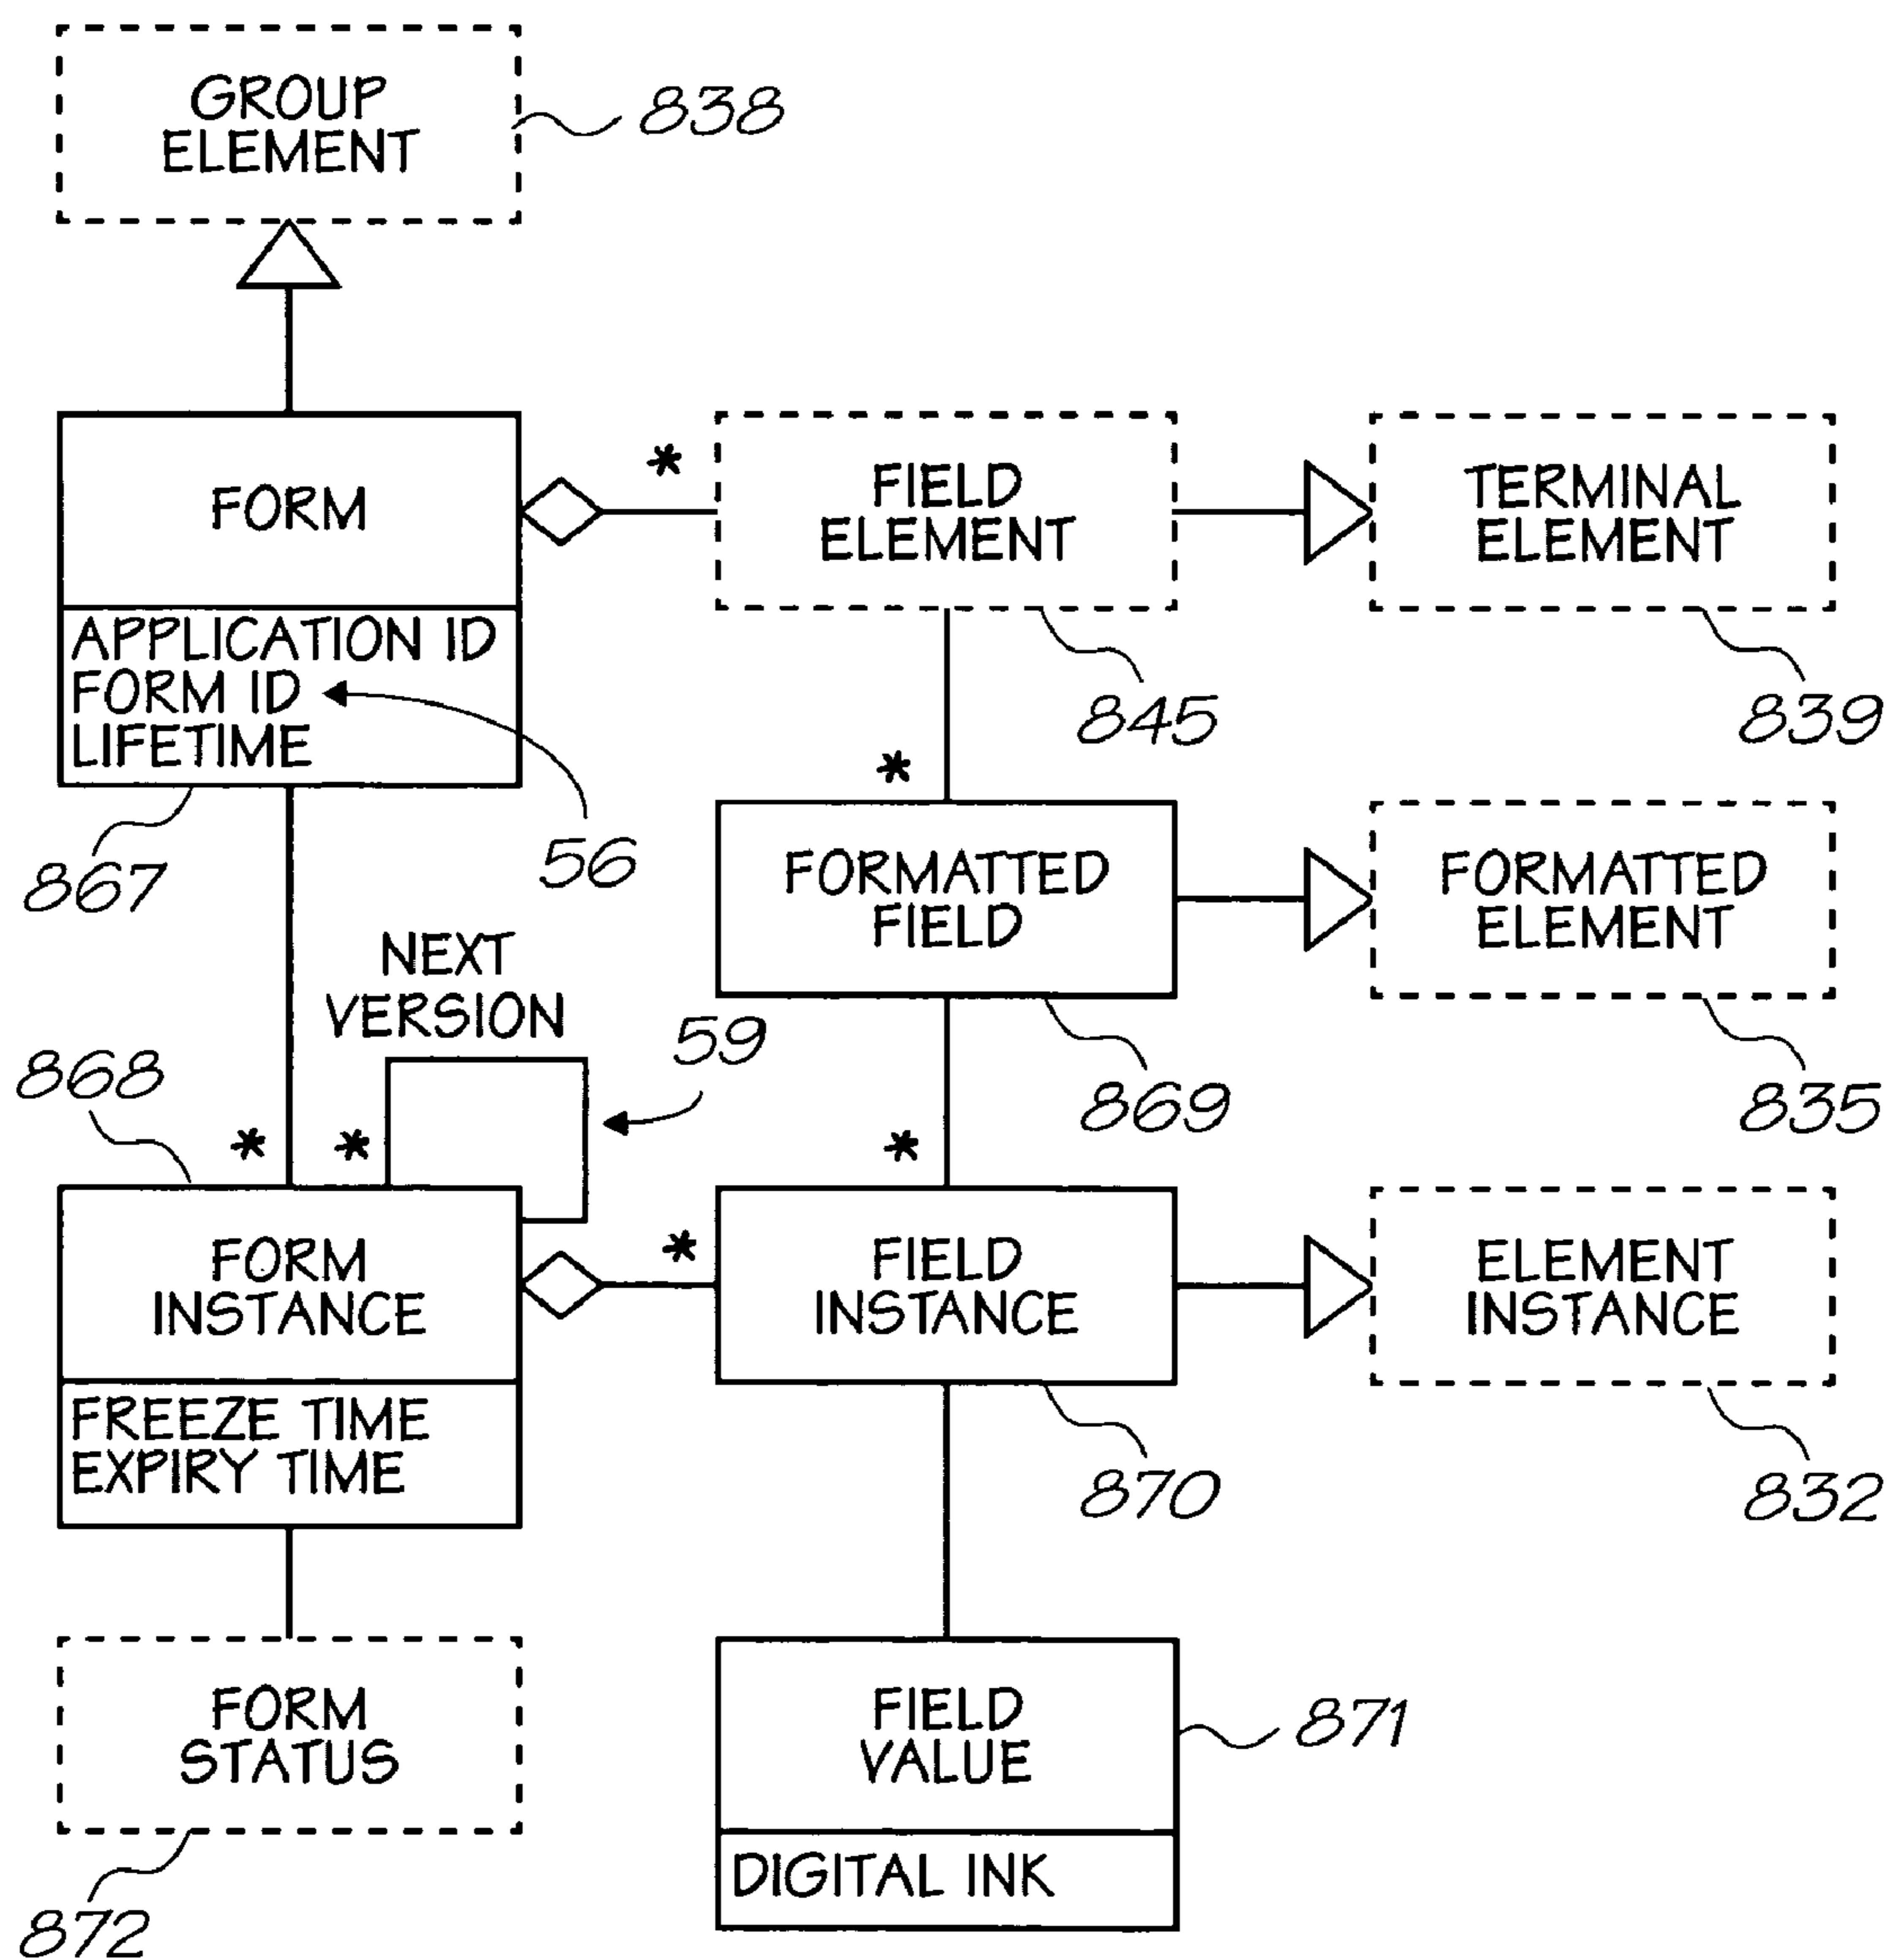 GROUP
ELEMENT
838
FORM
*
FIELD
ELEMENT
TERMINAL
ELEMENT
APPLICATION ID
FORM ID
LIFETIME
845
839
867
56
*
FORMATTED
FIELD
FORMATTED
ELEMENT
NEXT
VERSION
59
868
869
835
*
*
*
FORM
INSTANCE
*
FIELD
INSTANCE
ELEMENT
INSTANCE
FREEZE TIME
EXPIRY TIME
870
832
FORM
STATUS
FIELD
VALUE
871
DIGITAL INK
872